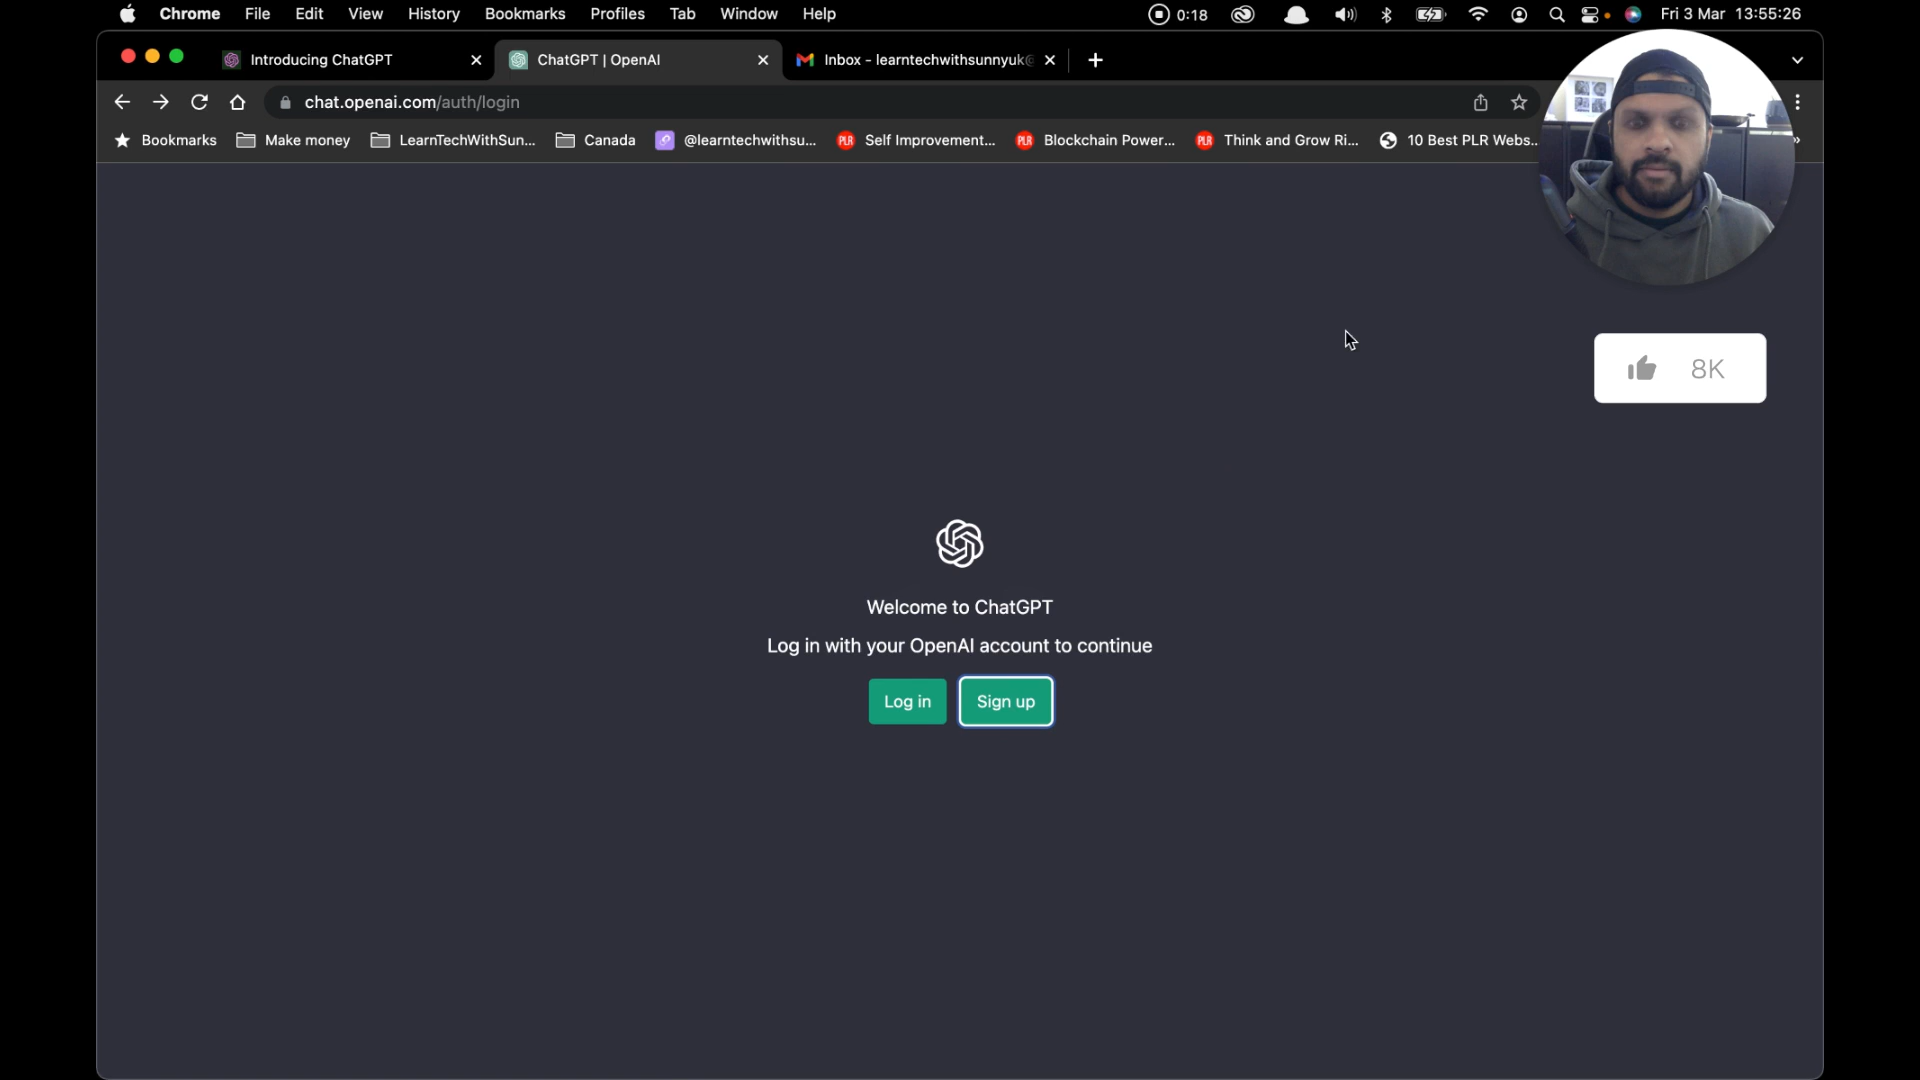 Chrome File Edit View History Bookmarks Profiles Tab Window Help 0:18 Fri 3 Mar 13:55:26
Introducing ChatGPT ChatGPT | OpenAI Inbox - learntechwithsunnyuk@
chat.openai.com/auth/login
Bookmarks Make money LearnTechWithSun... Canada @learntechwithsu... PLR Self Improvement... PLR Blockchain Power... PLR Think and Grow Ri... 10 Best PLR Webs...
8K
Welcome to ChatGPT
Log in with your OpenAI account to continue
Log in Sign up